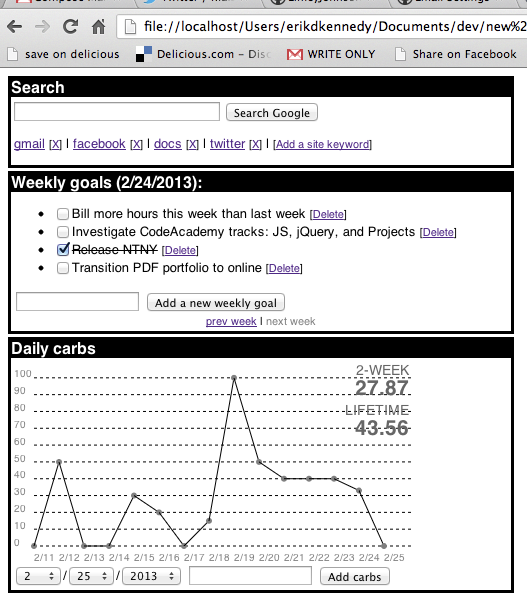 file://localhost/Users/erikdkennedy/Documents/dev/new%2
save on delicious Delicious.com – Disc WRITE ONLY Share on Facebook
Search
Search Google
gmail [X] | facebook [X] | docs [X] | twitter [X] | [Add a site keyword]
Weekly goals (2/24/2013):
Bill more hours this week than last week [Delete]
Investigate CodeAcademy tracks: JS, jQuery, and Projects [Delete]
Release NTNY [Delete]
Transition PDF portfolio to online [Delete]
Add a new weekly goal
prev week | next week
Daily carbs
2-WEEK
27.87
LIFETIME
43.56
100
90
80
70
60
50
40
30
20
10
0
2/11 2/12 2/13 2/14 2/15 2/16 2/17 2/18 2/19 2/20 2/21 2/22 2/23 2/24 2/25
2 / 25 / 2013 Add carbs